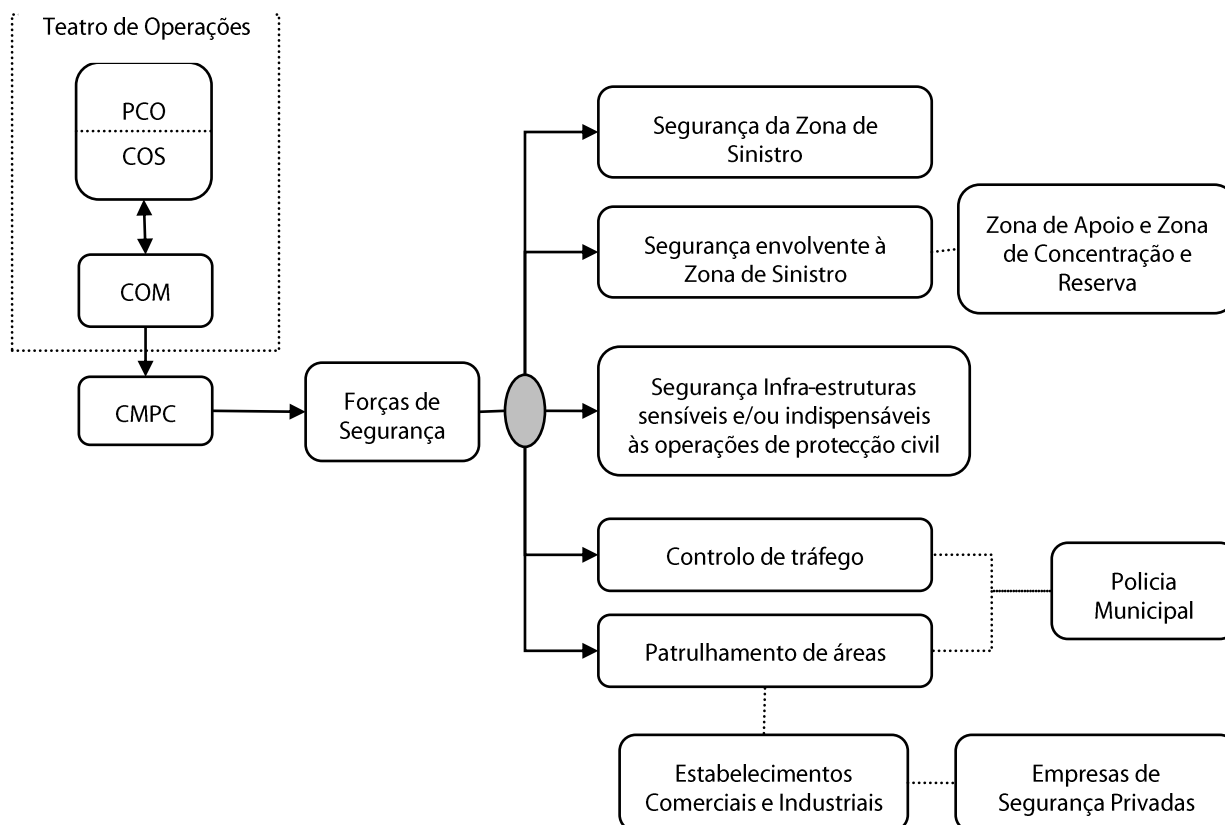 Teatro de Operações
PCO
COS
COM
CMPC
Forças de
Segurança
Segurança da Zona de
Sinistro
Segurança envolvente à
Zona de Sinistro
Zona de Apoio e Zona
de Concentração e
Reserva
Segurança Infra-estruturas
sensíveis e/ou indispensáveis
às operações de protecção civil
Controlo de tráfego
Patrulhamento de áreas
Policia
Municipal
Estabelecimentos
Comerciais e Industriais
Empresas de
Segurança Privadas